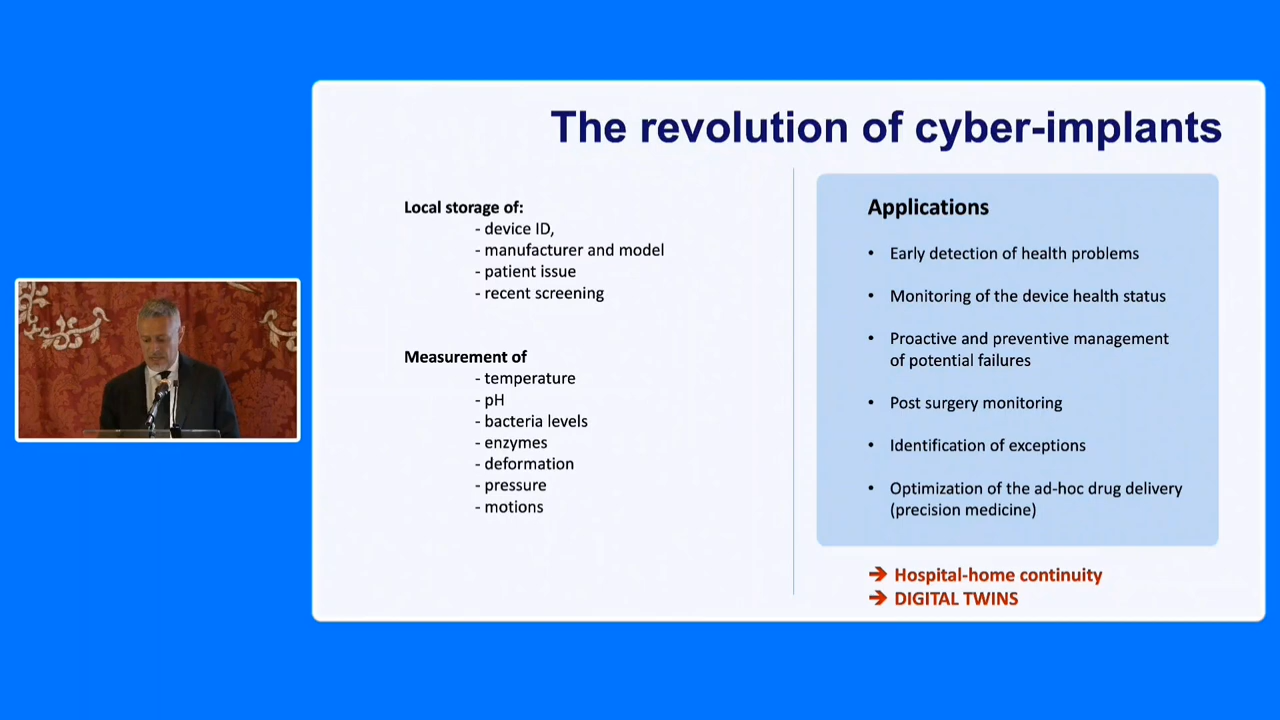 The revolution of cyber-implants
Local storage of:
- device ID,
- manufacturer and model
- patient issue
- recent screening
Measurement of
- temperature
- pH
- bacteria levels
- enzymes
- deformation
- pressure
- motions
Applications
• Early detection of health problems
• Monitoring of the device health status
• Proactive and preventive management
of potential failures
• Post surgery monitoring
• Identification of exceptions
• Optimization of the ad-hoc drug delivery
(precision medicine)
➔ Hospital-home continuity
➔ DIGITAL TWINS